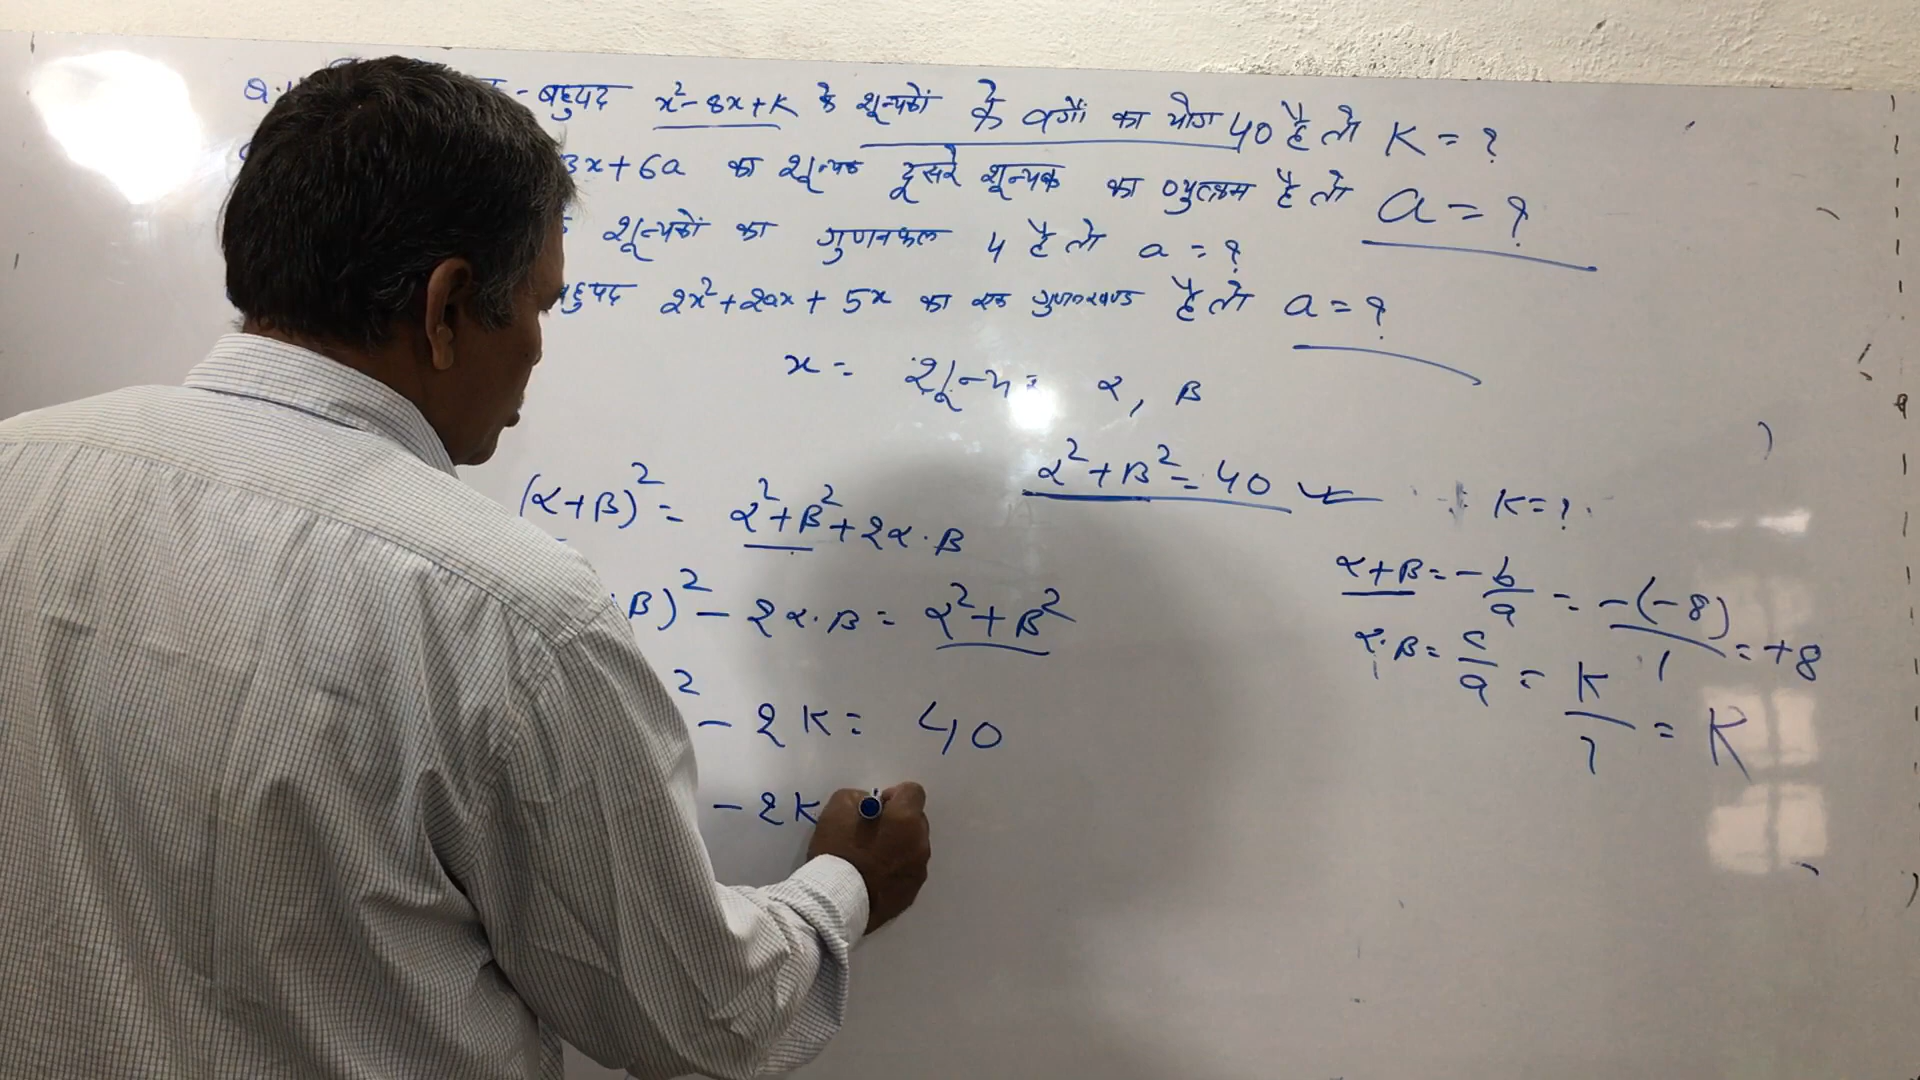 - बहुपद x²-8x+K के शून्यकों के वर्गों का योग 40 है तो K = ?
3x+6a का शून्यक दूसरे शून्यक का व्युत्क्रम है तो a = ?
शून्यकों का गुणनफल 4 है तो a = ?
बहुपद 2x²+2ax+5x का एक गुणनखण्ड है तो a = ?
x = शून्य = α, β
α²+β²=40 K=?
(α+β)² = α²+β²+2α·β
β)² - 2α·β = α²+β²
² - 2K = 40
- 2K
α+β = -b/a = -(-8)/1 = +8
α·β = c/a = K/1 = K